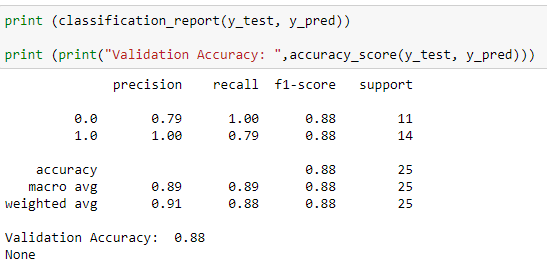 print (classification_report(y_test, y_pred))
print (print("Validation Accuracy: ",accuracy_score(y_test, y_pred)))
precision recall f1-score support
0.0 0.79 1.00 0.88 11
1.0 1.00 0.79 0.88 14
accuracy 0.88 25
macro avg 0.89 0.89 0.88 25
weighted avg 0.91 0.88 0.88 25
Validation Accuracy: 0.88
None